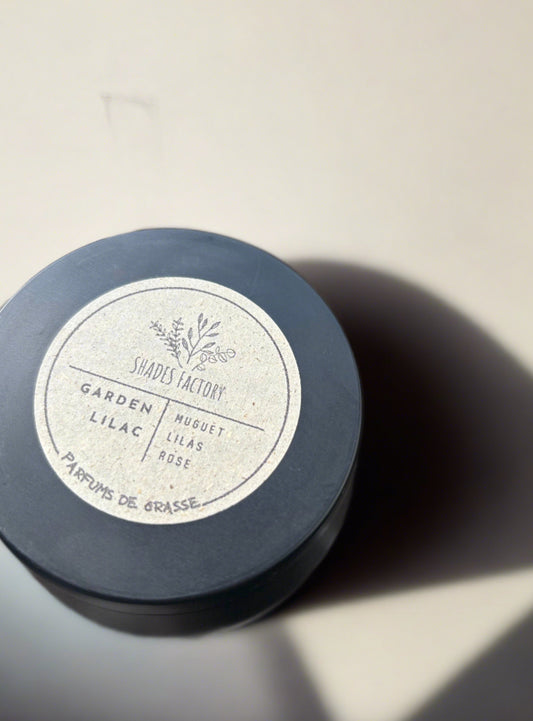 SHADES FACTORY
GARDEN
LILAC
MUGUET
LILAS
ROSE
PARFUMS DE GRASSE